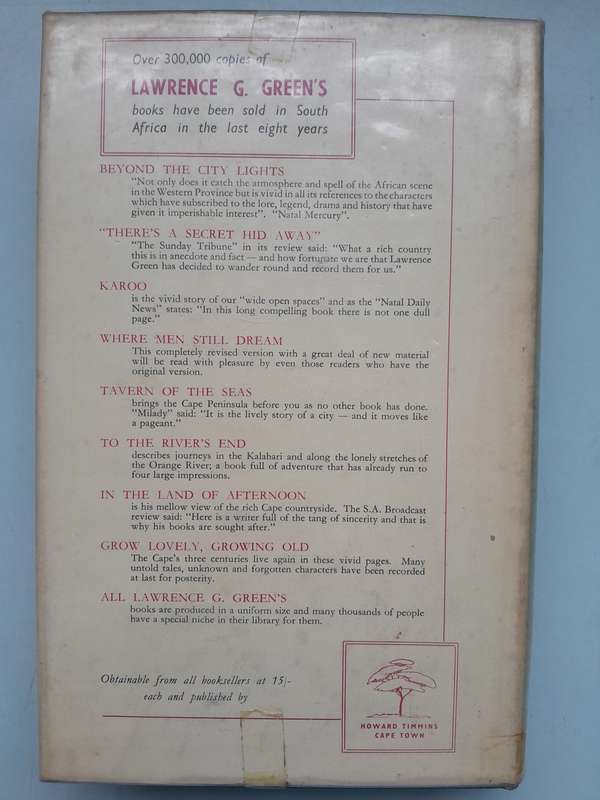 Over 300,000 copies of
LAWRENCE G. GREEN'S
books have been sold in South
Africa in the last eight years
BEYOND THE CITY LIGHTS
"Not only does it catch the atmosphere and spell of the African scene
in the Western Province but is vivid in all its references to the characters
which have subscribed to the lore, legend, drama and history that have
given it imperishable interest". "Natal Mercury".
"THERE'S A SECRET HID AWAY"
"The Sunday Tribune" in its review said: "What a rich country
this is in anecdote and fact — and how fortunate we are that Lawrence
Green has decided to wander round and record them for us."
KAROO
is the vivid story of our "wide open spaces" and as the "Natal Daily
News" states: "In this long compelling book there is not one dull
page."
WHERE MEN STILL DREAM
This completely revised version with a great deal of new material
will be read with pleasure by even those readers who have the
original version.
TAVERN OF THE SEAS
brings the Cape Peninsula before you as no other book has done.
"Milady" said: "It is the lively story of a city — and it moves like
a pageant."
TO THE RIVER'S END
describes journeys in the Kalahari and along the lonely stretches of
the Orange River; a book full of adventure that has already run to
four large impressions.
IN THE LAND OF AFTERNOON
is his mellow view of the rich Cape countryside. The S.A. Broadcast
review said: "Here is a writer full of the tang of sincerity and that is
why his books are sought after."
GROW LOVELY, GROWING OLD
The Cape's three centuries live again in these vivid pages. Many
untold tales, unknown and forgotten characters have been recorded
at last for posterity.
ALL LAWRENCE G. GREEN'S
books are produced in a uniform size and many thousands of people
have a special niche in their library for them.
Obtainable from all booksellers at 15/-
each and published by
HOWARD TIMMINS
CAPE TOWN